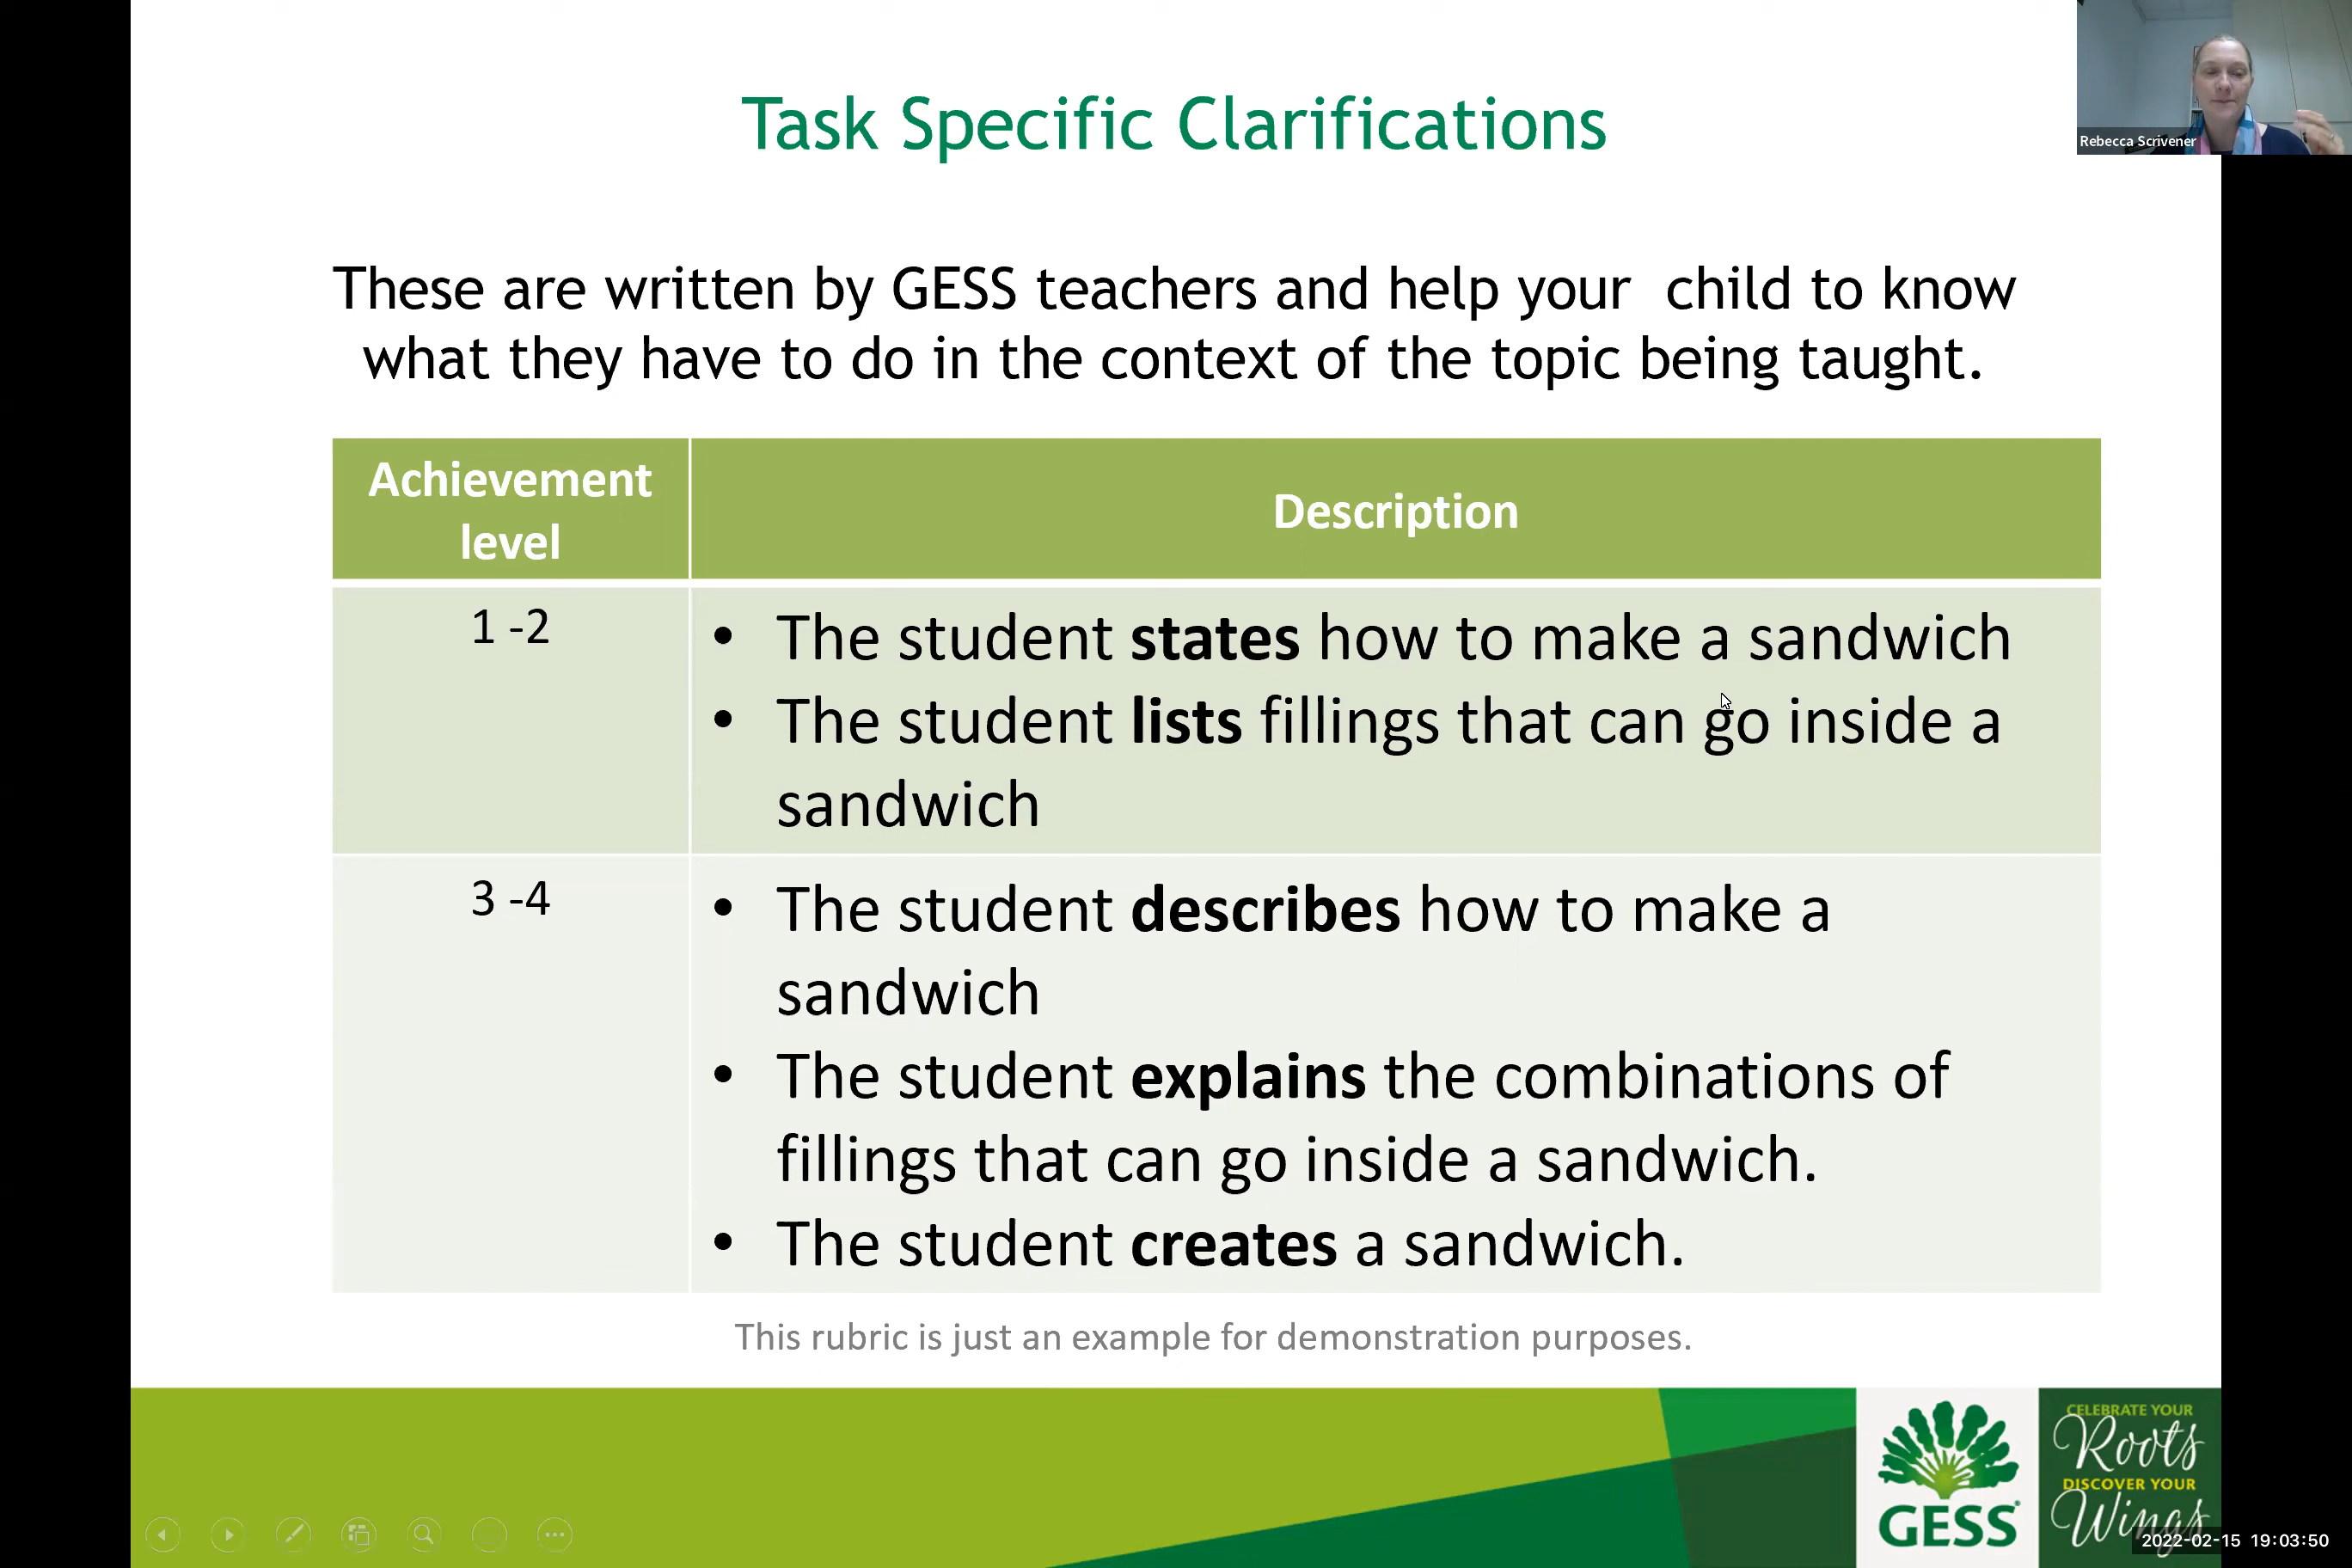 Task Specific Clarifications
Rebecca Scrivener
These are written by GESS teachers and help your  child to know
what they have to do in the context of the topic being taught.
Achievement
level
Description
1 -2
• The student states how to make a sandwich
• The student lists fillings that can go inside a
sandwich
3 -4
• The student describes how to make a
sandwich
• The student explains the combinations of
fillings that can go inside a sandwich.
• The student creates a sandwich.
This rubric is just an example for demonstration purposes.
GESS
CELEBRATE YOUR
Roots
DISCOVER YOUR
Wings
2022-02-15 19:03:50